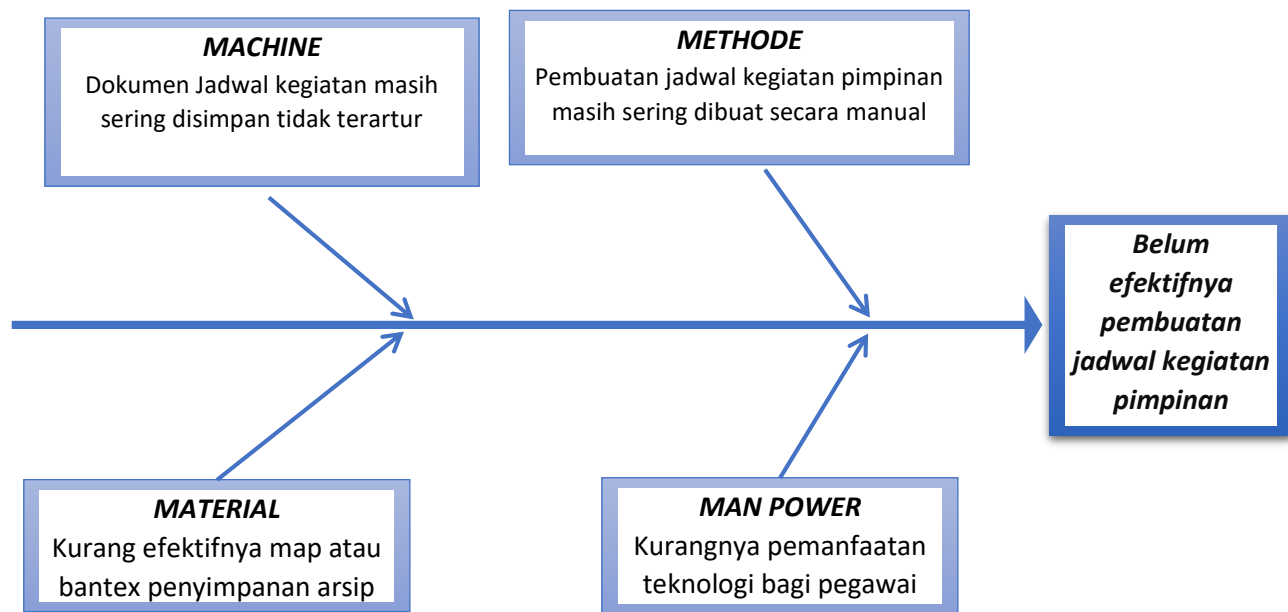 MACHINE
Dokumen Jadwal kegiatan masih
sering disimpan tidak terartur
METHODE
Pembuatan jadwal kegiatan pimpinan
masih sering dibuat secara manual
Belum
efektifnya
pembuatan
jadwal kegiatan
pimpinan
MATERIAL
Kurang efektifnya map atau
bantex penyimpanan arsip
MAN POWER
Kurangnya pemanfaatan
teknologi bagi pegawai